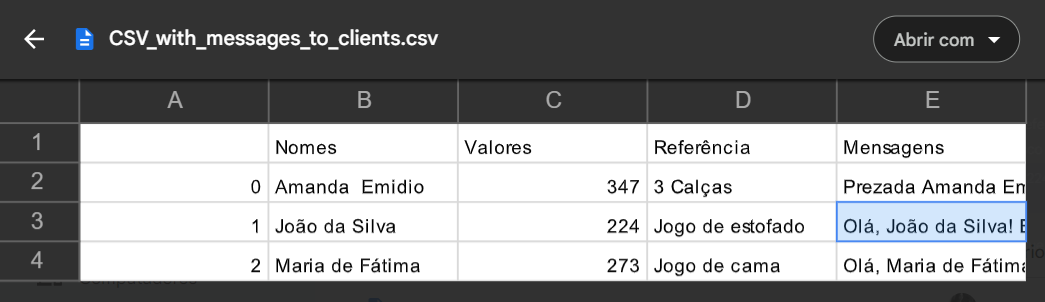 CSV_with_messages_to_clients.csv Abrir com
A B C D E
1 Nomes Valores Referência Mensagens
2 0 Amanda Emidio 347 3 Calças Prezada Amanda
3 1 João da Silva 224 Jogo de estofado Olá, João da Silva!
4 2 Maria de Fátima 273 Jogo de cama Olá, Maria de Fátima